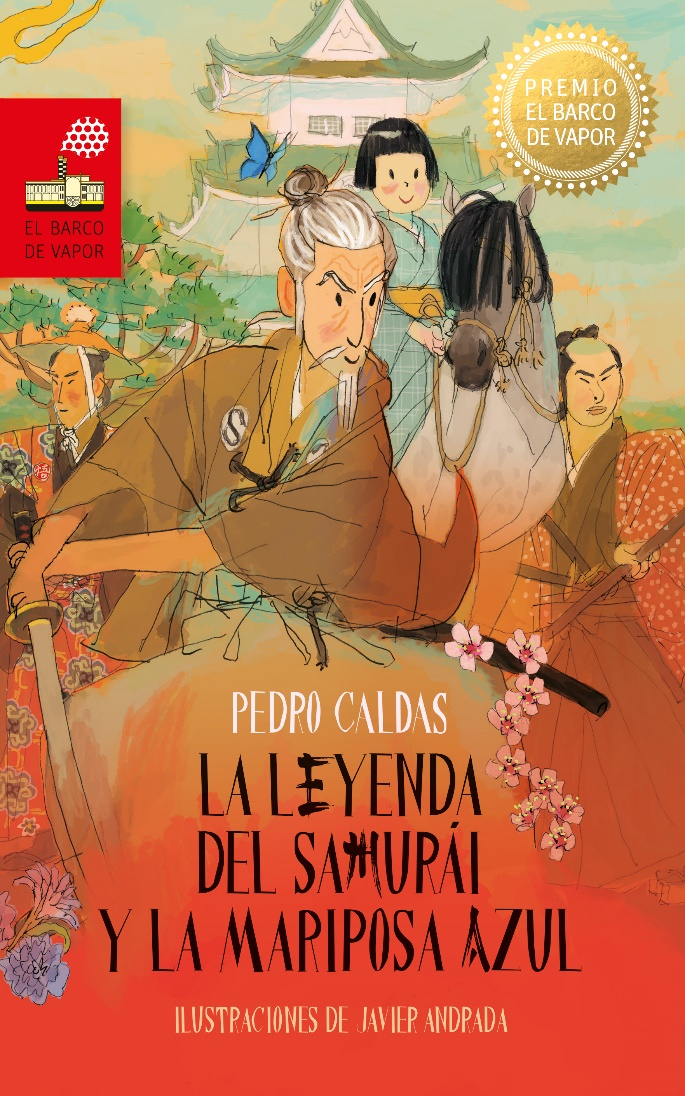 PREMIO
EL BARCO
DE VAPOR
EL BARCO
DE VAPOR
PEDRO CALDAS
LA LEYENDA
DEL SAMURÁI
Y LA MARIPOSA AZUL
ILUSTRACIONES DE JAVIER ANDRADA